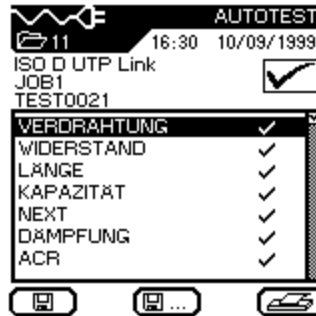 AUTOTEST
11 16:30 10/09/1999
ISO D UTP Link
JOB1
TEST0021
VERDRAHTUNG
WIDERSTAND
LÄNGE
KAPAZITÄT
NEXT
DÄMPFUNG
ACR
...